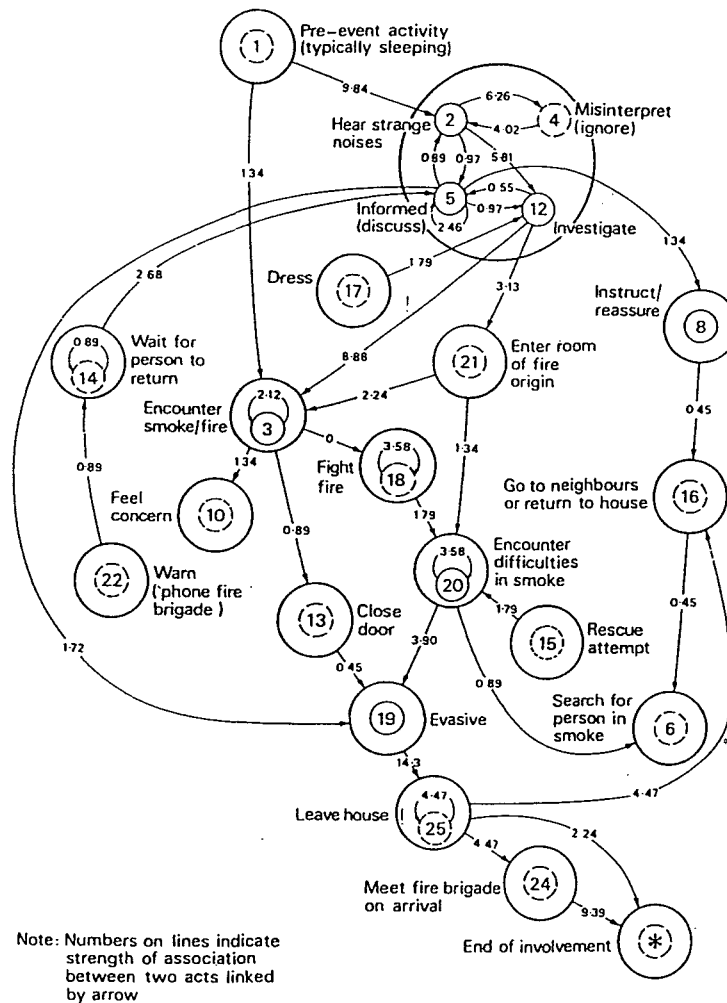 Pre-event activity
(typically sleeping)
1
9·84
6·26
Misinterpret
(ignore)
2
4
Hear strange
noises
4·02
5·81
0·89
0·97
1·34
5
0·55
0·97
12
Informed
(discuss)
2·46
Investigate
1·34
2·68
1·79
Dress
17
3·13
Instruct/
reassure
8
0·89
Wait for
person to
return
14
8·88
Enter room
of fire
origin
21
2·24
Encounter
smoke/fire
2·12
3
0
1·34
0·45
Fight
fire
3·58
18
1·34
Feel
concern
10
0·89
0·89
1·79
Go to neighbours
or return to house
16
22
Warn
('phone fire
brigade)
3·58
20
Encounter
difficulties
in smoke
0·45
13
Close
door
1·79
15
Rescue
attempt
1·72
0·45
3·90
0·89
Search for
person in
smoke
6
19
Evasive
14·3
4·47
Leave house
4·47
25
4·47
2·24
Meet fire brigade
on arrival
24
9·39
End of involvement
*
Note: Numbers on lines indicate
strength of association
between two acts linked
by arrow